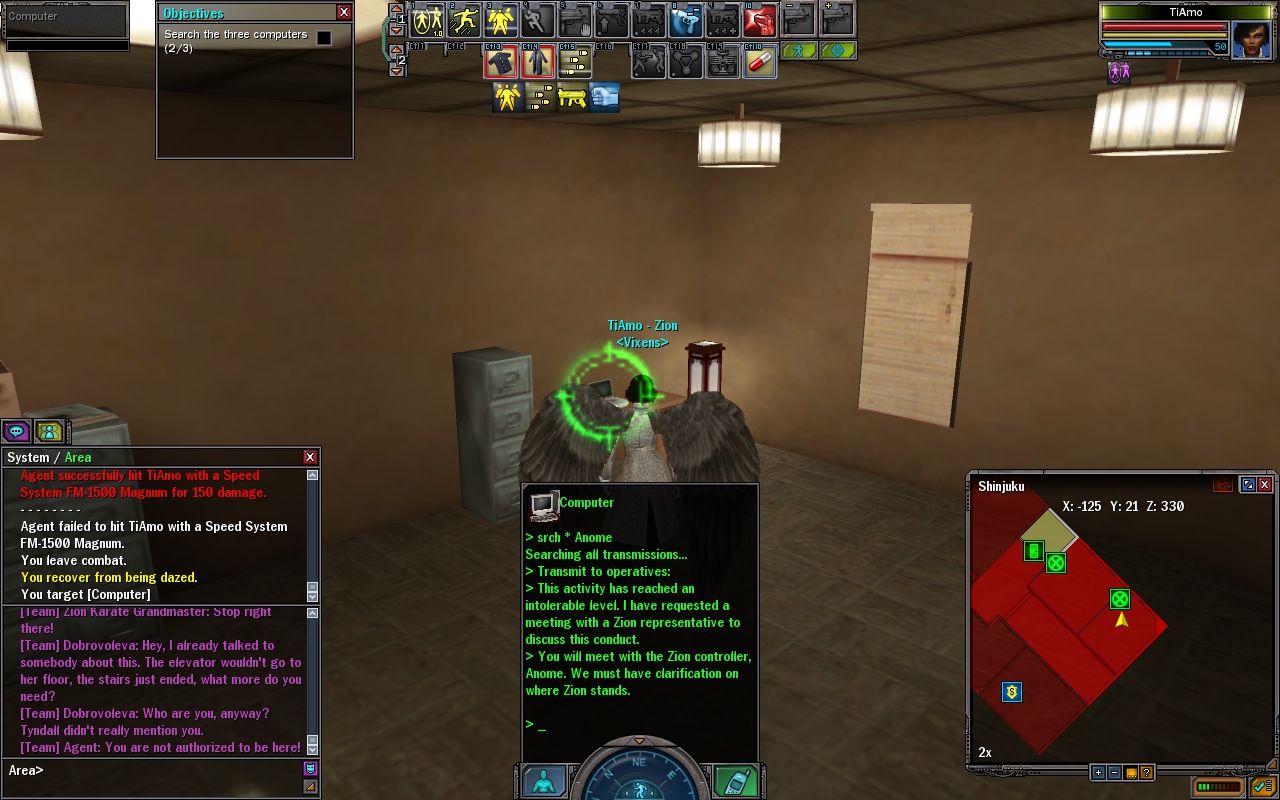 Computer
Objectives
Search the three computers
(2/3)
1
2
1.0
TiAmo
50
TiAmo - Zion
<Vixens>
System / Area
Agent successfully hit TiAmo with a Speed
System FM-1500 Magnum for 150 damage.
- - - - - - - -
Agent failed to hit TiAmo with a Speed System
FM-1500 Magnum.
You leave combat.
You recover from being dazed.
You target [Computer]
[Team] Zion Karate Grandmaster: Stop right
there!
[Team] Dobrovoleva: Hey, I already talked to
somebody about this. The elevator wouldn't go to
her floor, the stairs just ended, what more do you
need?
[Team] Dobrovoleva: Who are you, anyway?
Tyndall didn't really mention you.
[Team] Agent: You are not authorized to be here!
Area>
Computer
> srch * Anome
Searching all transmissions...
> Transmit to operatives:
> This activity has reached an
intolerable level. I have requested a
meeting with a Zion representative to
discuss this conduct.
> You will meet with the Zion controller,
Anome. We must have clarification on
where Zion stands.
> _
N
NE
E
Shinjuku
X: -125 Y: 21 Z: 330
2x